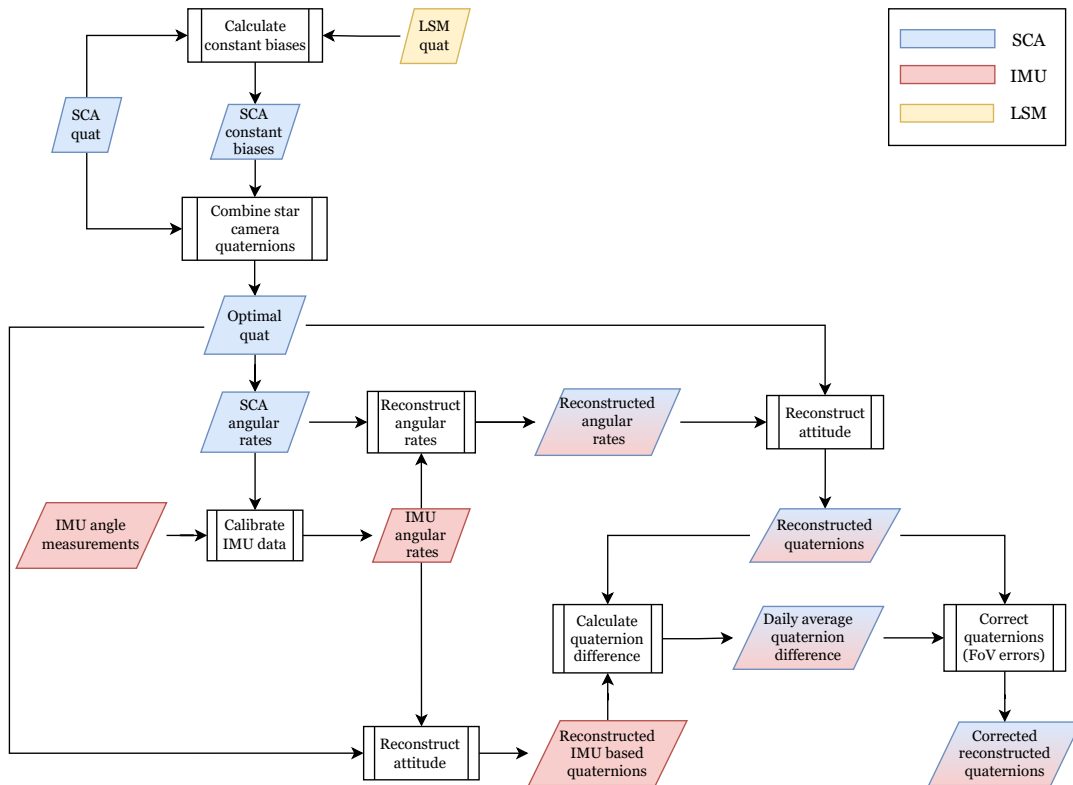 Calculate
constant biases
LSM
quat
SCA
IMU
LSM
SCA
quat
SCA
constant
biases
Combine star
camera
quaternions
Optimal
quat
SCA
angular
rates
Reconstruct
angular
rates
Reconstructed
angular
rates
Reconstruct
attitude
IMU angle
measurements
Calibrate
IMU data
IMU
angular
rates
Reconstructed
quaternions
Calculate
quaternion
difference
Daily average
quaternion
difference
Correct
quaternions
(FoV errors)
Reconstruct
attitude
Reconstructed
IMU based
quaternions
Corrected
reconstructed
quaternions